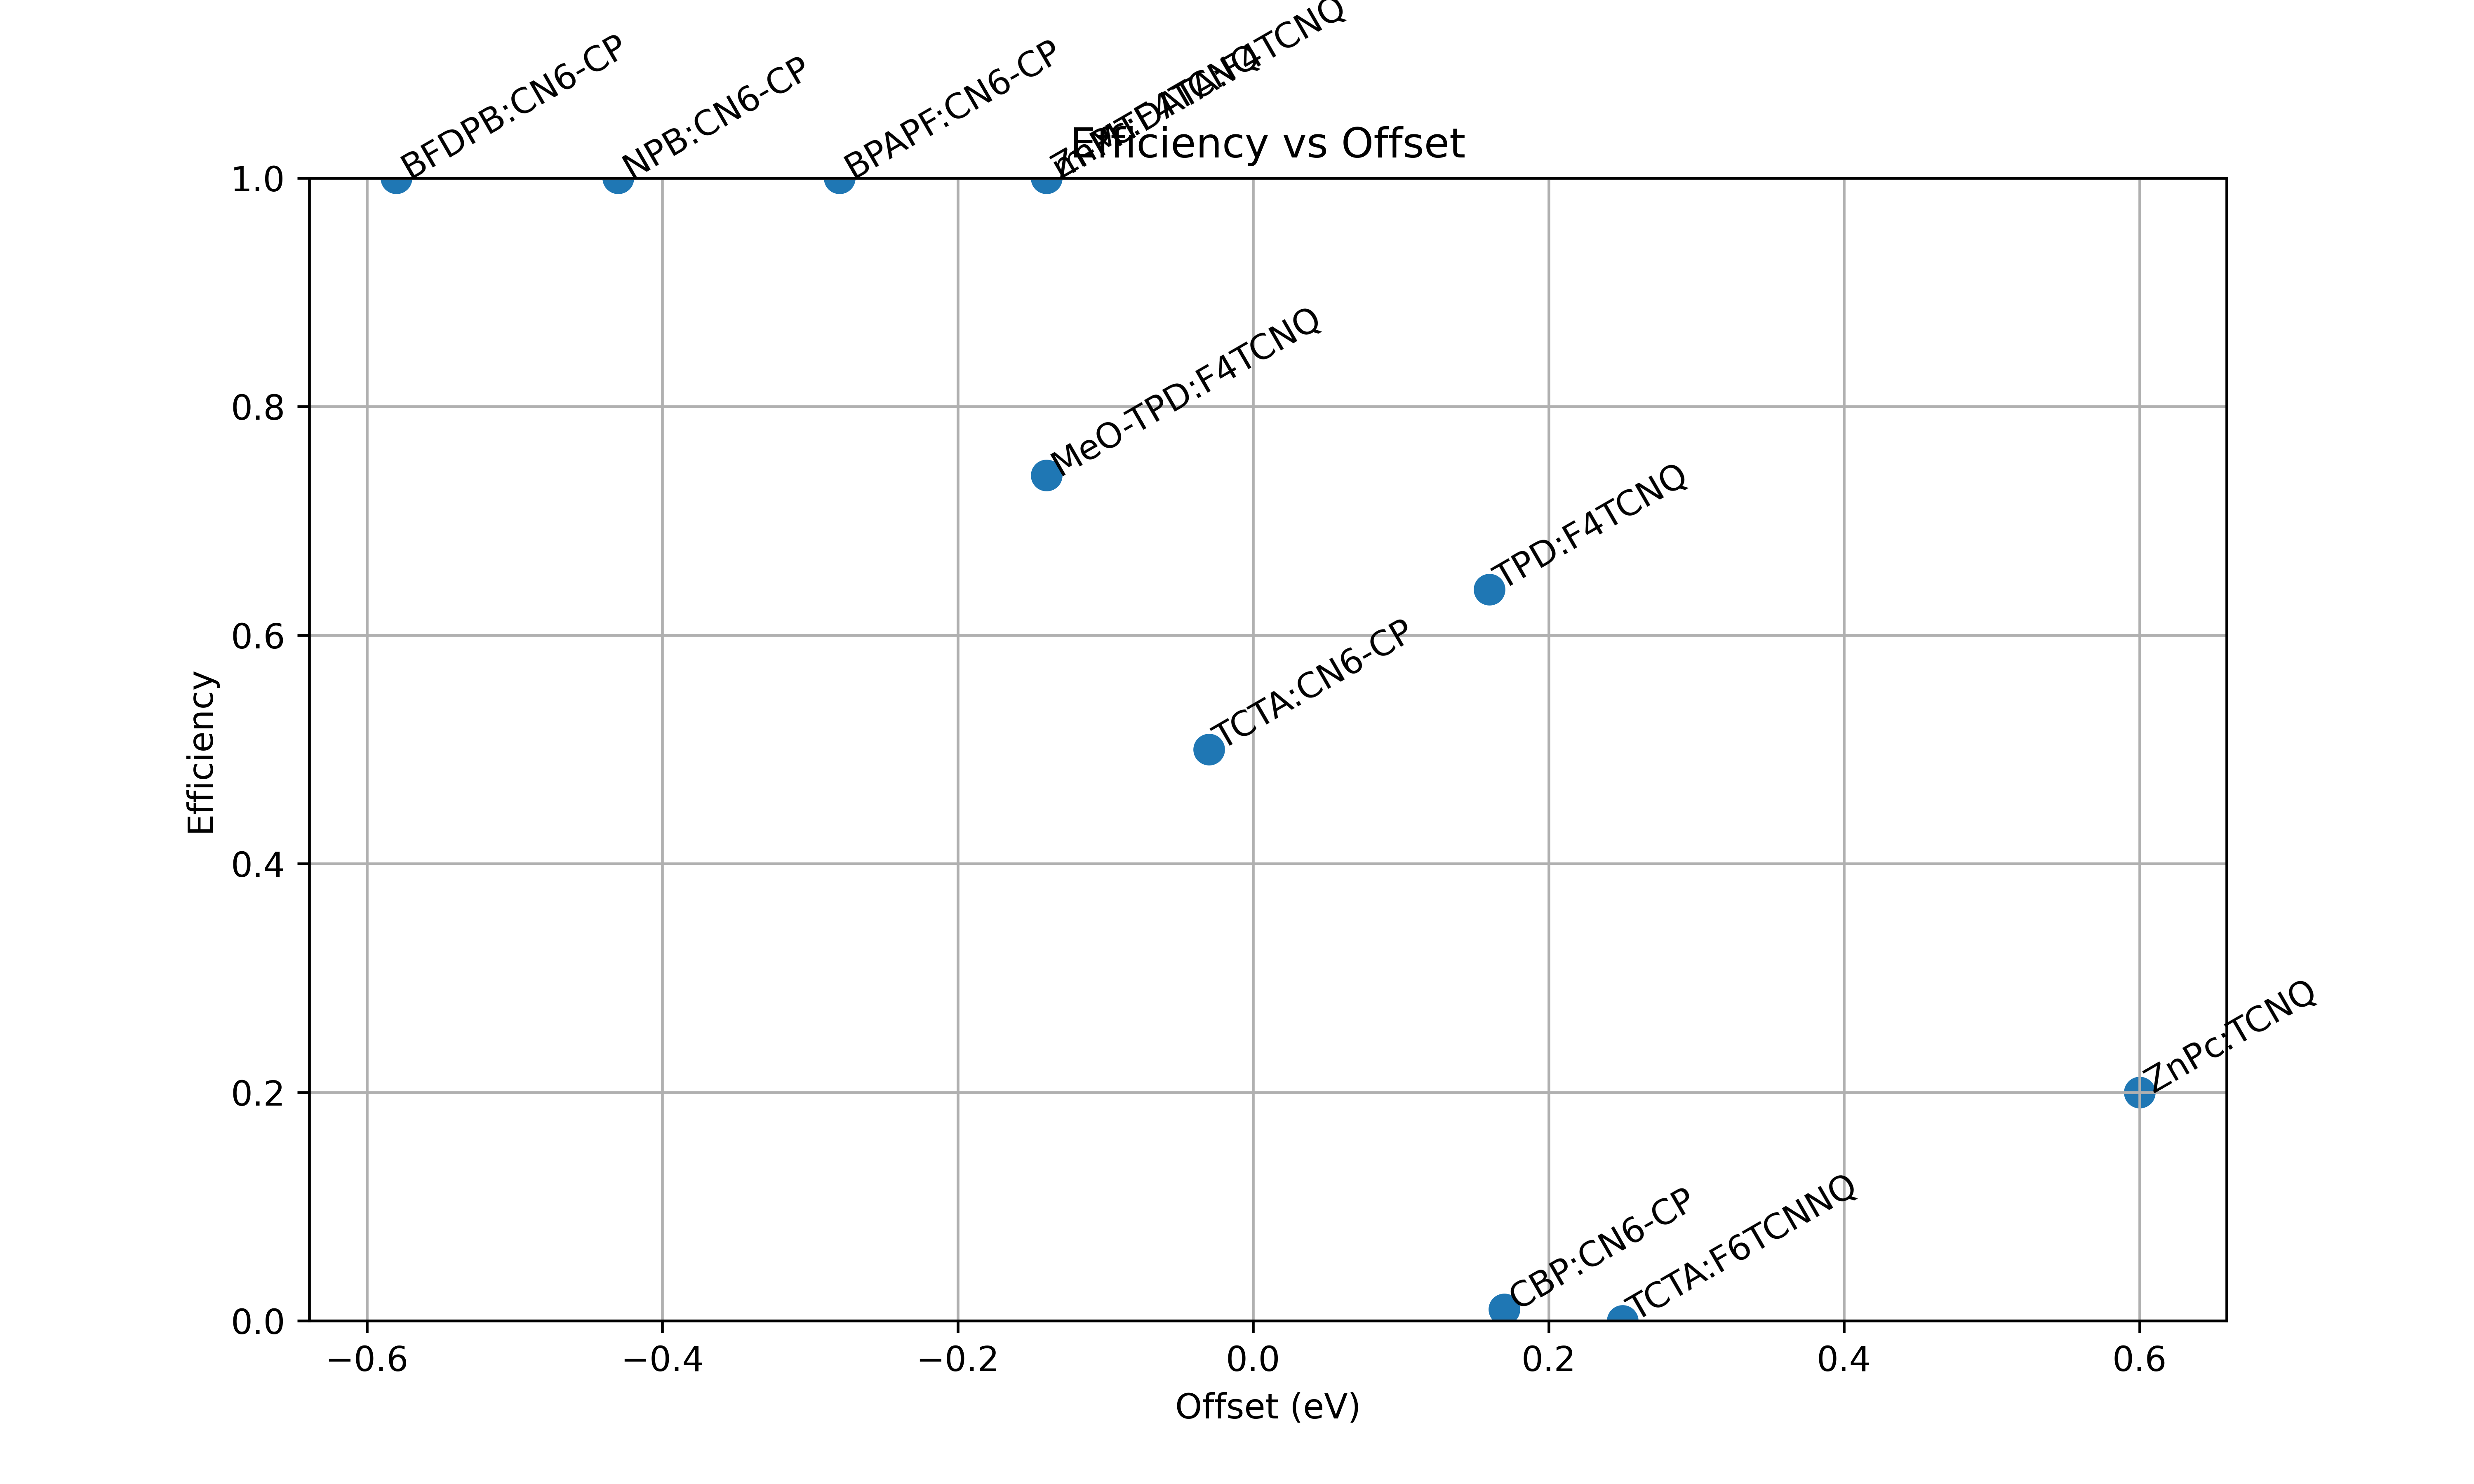 BFDPB:CN6-CP
NPB:CN6-CP
BPAPF:CN6-CP
Efficiency vs Offset
1.0
MeO-TPD:F4TCNQ
0.8
TPD:F4TCNQ
0.6
TCTA:CN6-CP
Efficiency
0.4
ZnPc:TCNQ
0.2
CBP:CN6-CP
TCTA:F6TCNNQ
0.0
−0.6 −0.4 −0.2 0.0 0.2 0.4 0.6
Offset (eV)